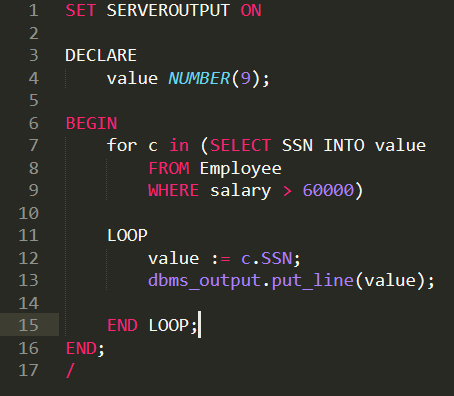 1 SET SERVEROUTPUT ON
2
3 DECLARE
4     value NUMBER(9);
5
6 BEGIN
7     for c in (SELECT SSN INTO value
8         FROM Employee
9         WHERE salary > 60000)
10
11     LOOP
12         value := c.SSN;
13         dbms_output.put_line(value);
14
15     END LOOP;
16 END;
17 /